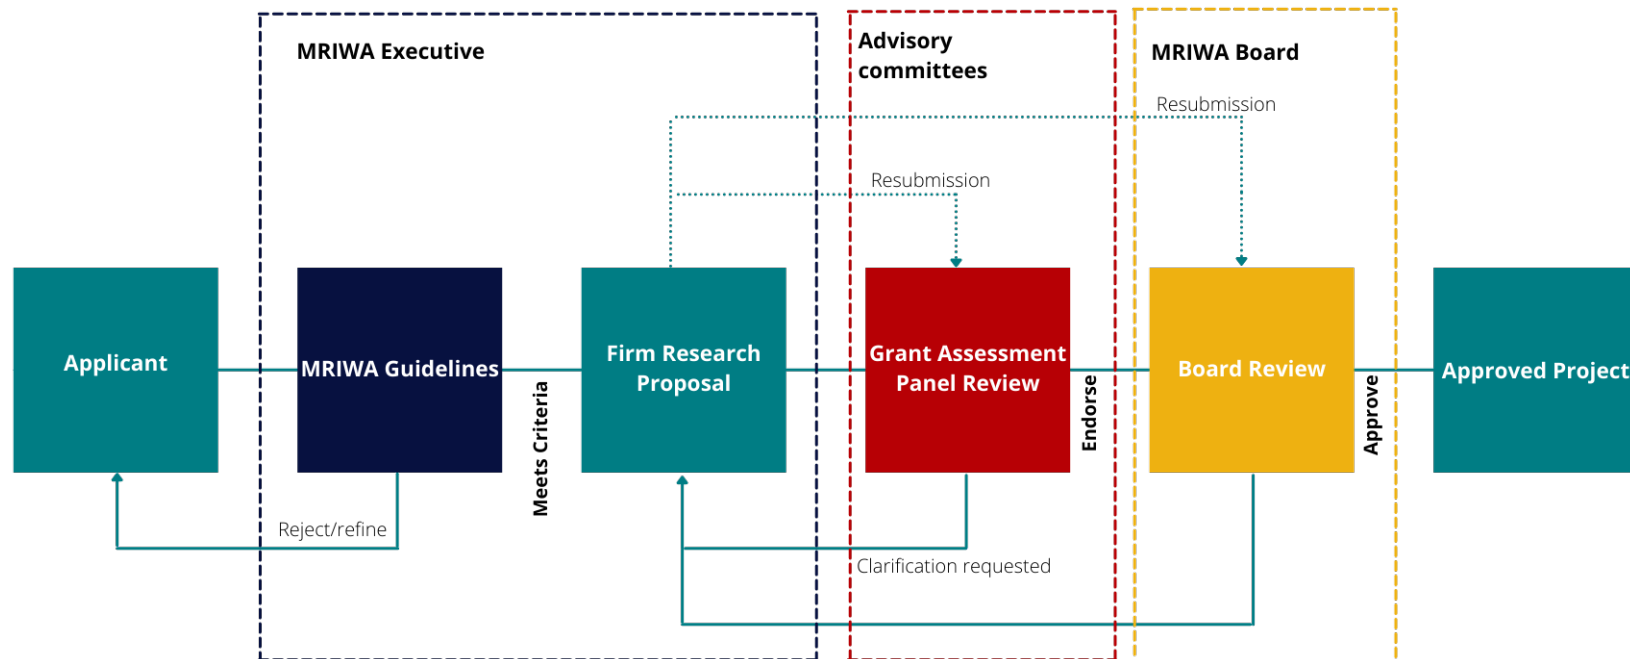 MRIWA Executive
Advisory
committees
MRIWA Board
Resubmission
Resubmission
Applicant
MRIWA Guidelines
Meets Criteria
Firm Research
Proposal
Grant Assessment
Panel Review
Endorse
Board Review
Approve
Approved Project
Reject/refine
Clarification requested